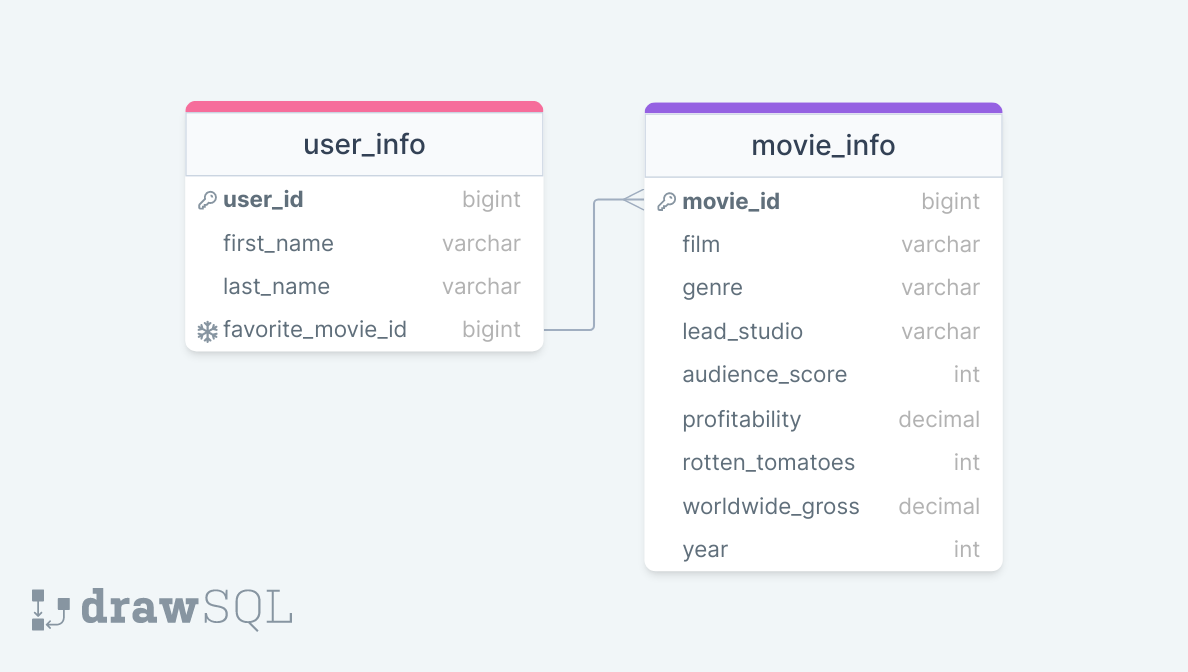 user_info
user_id bigint
first_name varchar
last_name varchar
favorite_movie_id bigint
movie_info
movie_id bigint
film varchar
genre varchar
lead_studio varchar
audience_score int
profitability decimal
rotten_tomatoes int
worldwide_gross decimal
year int
drawSQL